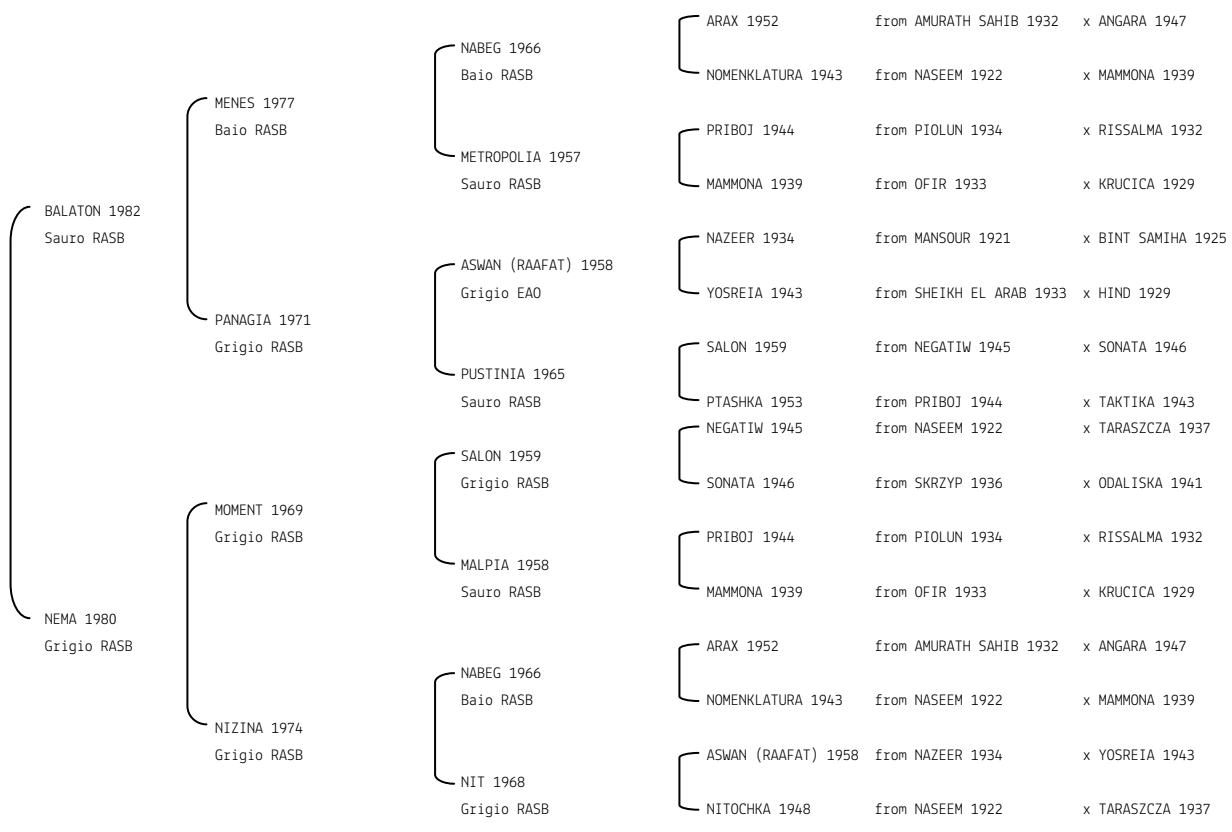 ARAX 1952 from AMURATH SAHIB 1932 x ANGARA 1947
NABEG 1966
Baio RASB
NOMENKLATURA 1943 from NASEEM 1922 x MAMMONA 1939
MENES 1977
Baio RASB
PRIBOJ 1944 from PIOLUN 1934 x RISSALMA 1932
METROPOLIA 1957
Sauro RASB
MAMMONA 1939 from OFIR 1933 x KRUCICA 1929
BALATON 1982
Sauro RASB
NAZEER 1934 from MANSOUR 1921 x BINT SAMIHA 1925
ASWAN (RAAFAT) 1958
Grigio EAO
YOSREIA 1943 from SHEIKH EL ARAB 1933 x HIND 1929
PANAGIA 1971
Grigio RASB
SALON 1959 from NEGATIW 1945 x SONATA 1946
PUSTINIA 1965
Sauro RASB
PTASHKA 1953 from PRIBOJ 1944 x TAKTIKA 1943
NEGATIW 1945 from NASEEM 1922 x TARASZCZA 1937
SALON 1959
Grigio RASB
SONATA 1946 from SKRZYP 1936 x ODALISKA 1941
MOMENT 1969
Grigio RASB
PRIBOJ 1944 from PIOLUN 1934 x RISSALMA 1932
MALPIA 1958
Sauro RASB
MAMMONA 1939 from OFIR 1933 x KRUCICA 1929
NEMA 1980
Grigio RASB
ARAX 1952 from AMURATH SAHIB 1932 x ANGARA 1947
NABEG 1966
Baio RASB
NOMENKLATURA 1943 from NASEEM 1922 x MAMMONA 1939
NIZINA 1974
Grigio RASB
ASWAN (RAAFAT) 1958 from NAZEER 1934 x YOSREIA 1943
NIT 1968
Grigio RASB
NITOCHKA 1948 from NASEEM 1922 x TARASZCZA 1937